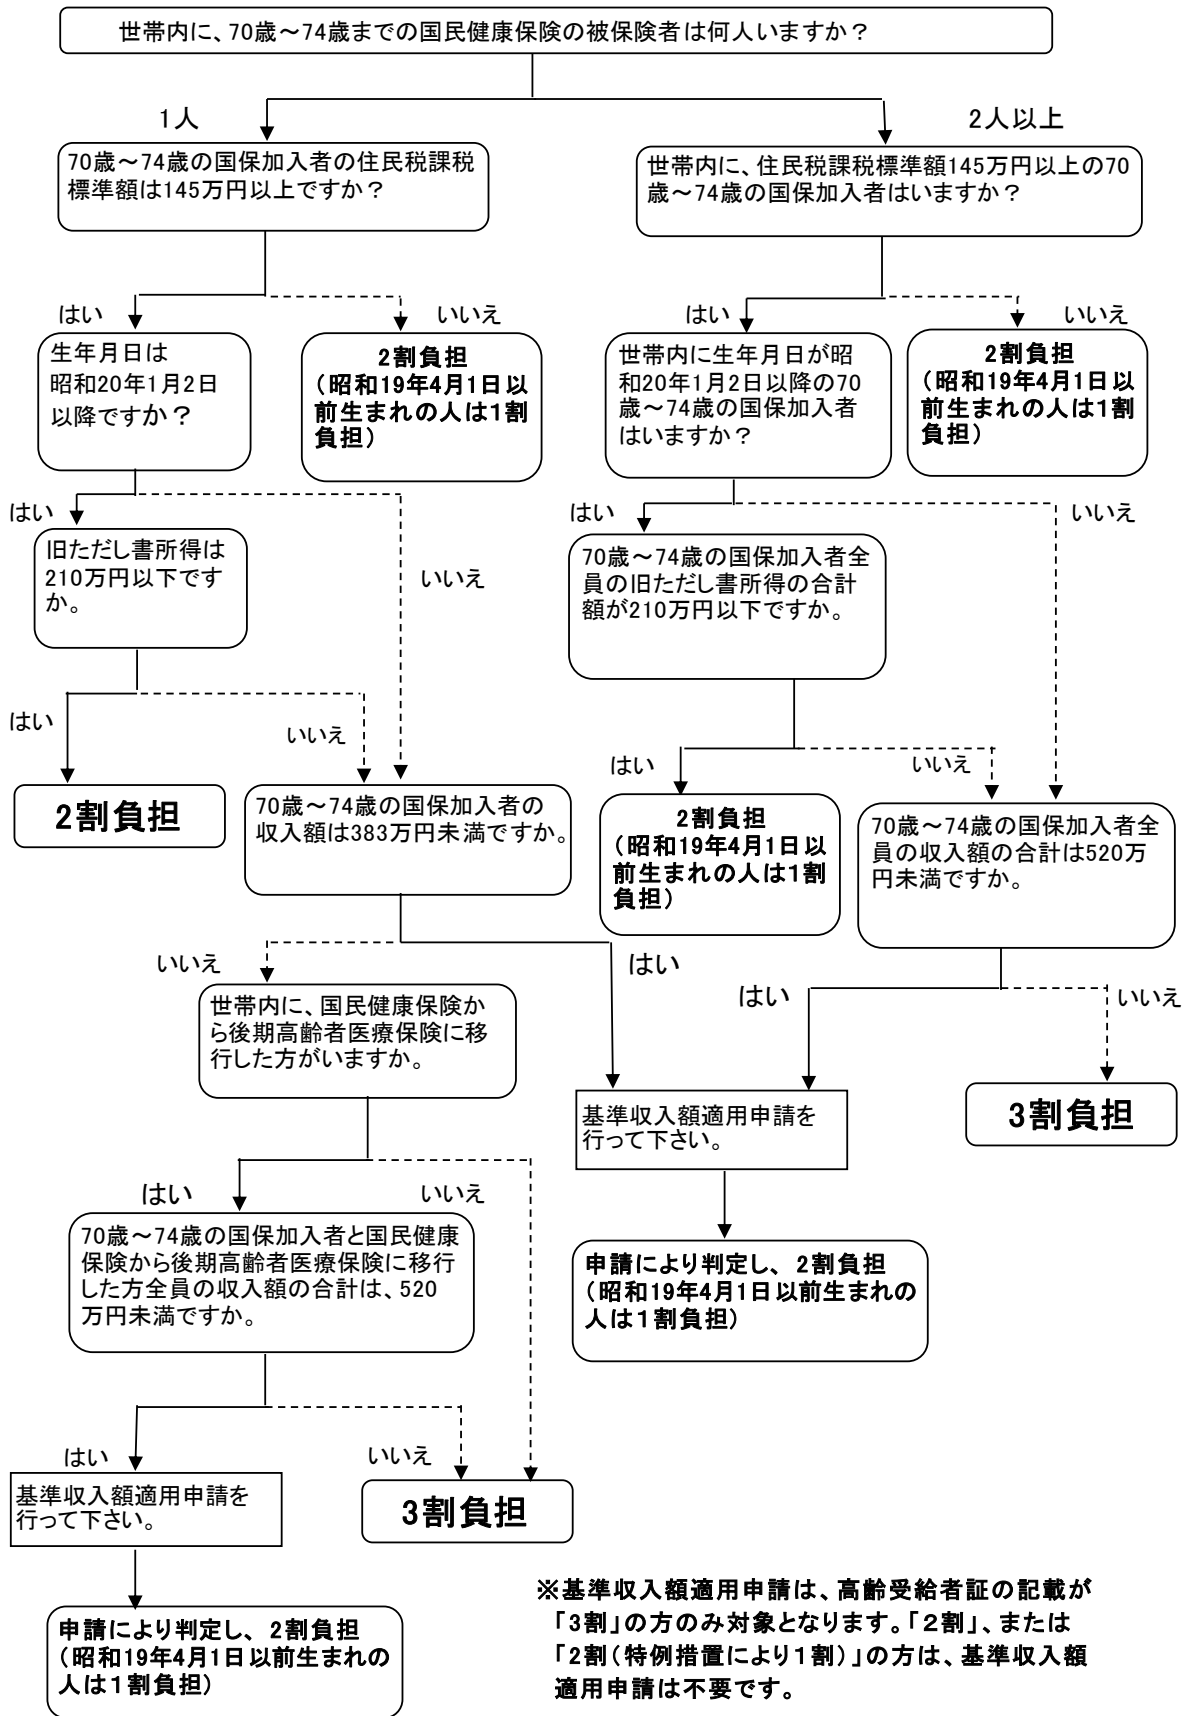 世帯内に、70歳～74歳までの国民健康保険の被保険者は何人いますか？
1人
2人以上
70歳～74歳の国保加入者の住民税課税
標準額は145万円以上ですか？
世帯内に、住民税課税標準額145万円以上の70
歳～74歳の国保加入者はいますか？
はい
いいえ
はい
いいえ
生年月日は
昭和20年1月2日
以降ですか？
2割負担
（昭和19年4月1日以
前生まれの人は1割
負担）
世帯内に生年月日が昭
和20年1月2日以降の70
歳～74歳の国保加入者
はいますか？
2割負担
（昭和19年4月1日以
前生まれの人は1割
負担）
はい
いいえ
はい
いいえ
旧ただし書所得は
210万円以下です
か。
70歳～74歳の国保加入者全
員の旧ただし書所得の合計
額が210万円以下ですか。
はい
いいえ
はい
いいえ
2割負担
70歳～74歳の国保加入者の
収入額は383万円未満ですか。
2割負担
（昭和19年4月1日以
前生まれの人は1割
負担）
70歳～74歳の国保加入者全
員の収入額の合計は520万
円未満ですか。
いいえ
はい
はい
いいえ
世帯内に、国民健康保険か
ら後期高齢者医療保険に移
行した方がいますか。
基準収入額適用申請を
行って下さい。
3割負担
はい
いいえ
70歳～74歳の国保加入者と国民健康
保険から後期高齢者医療保険に移行
した方全員の収入額の合計は、520
万円未満ですか。
申請により判定し、2割負担
（昭和19年4月1日以前生まれの
人は1割負担）
はい
いいえ
基準収入額適用申請を
行って下さい。
3割負担
申請により判定し、2割負担
（昭和19年4月1日以前生まれの
人は1割負担）
※基準収入額適用申請は、高齢受給者証の記載が
「3割」の方のみ対象となります。「２割」、または
「2割（特例措置により１割）」の方は、基準収入額
適用申請は不要です。